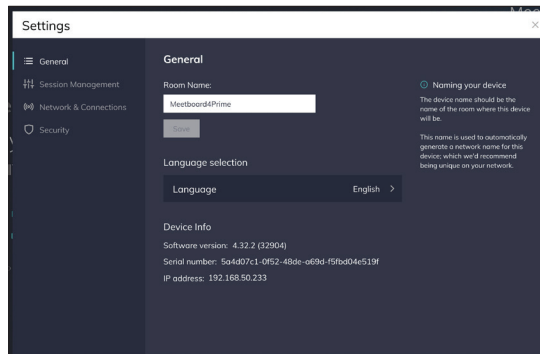 Settings
General
Session Management
Network & Connections
Security
General
Room Name:
Meetboard4Prime
Send
Language selection
Language English
Device Info
Software version: 4.32.2 (32904)
Serial number: 5a4d07c1-0f52-48de-a69d-f5fbd04e519f
IP address: 192.168.50.233
Naming your device
The device name should be the
name of the room where this device
will be.
This name is used to automatically
generate a network name for this
device; which we'd recommend
being unique on your network.